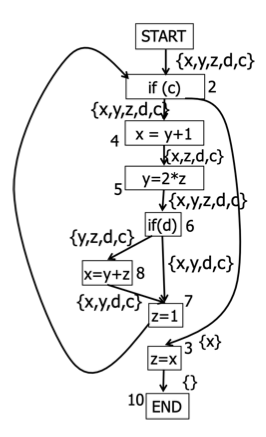 START
{x,y,z,d,c}
if (c) 2
{x,y,z,d,c}
4 x = y+1
{x,z,d,c}
5 y=2*z
{x,y,z,d,c}
if(d) 6
{y,z,d,c}
{x,y,d,c}
x=y+z 8
{x,y,d,c}
7
z=1
3 {x}
z=x
{}
10 END